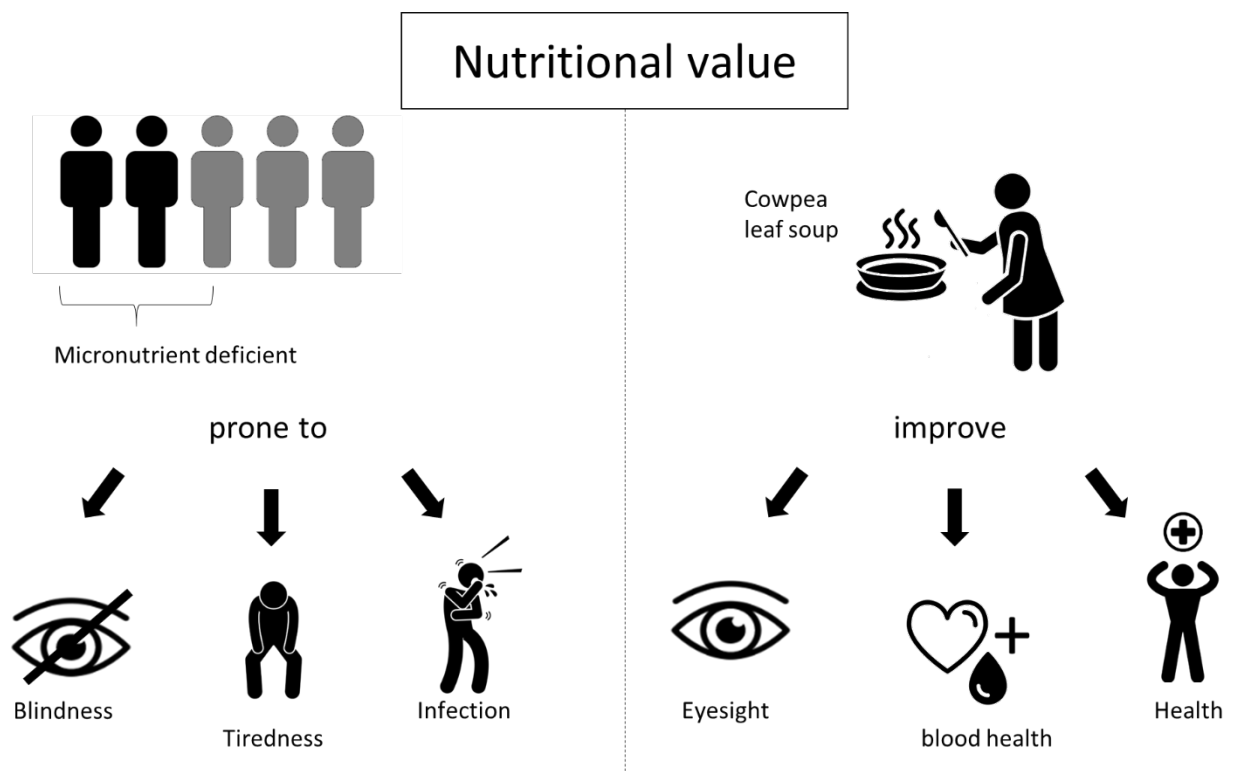 Nutritional value
Micronutrient deficient
prone to
Blindness
Tiredness
Infection
Cowpea
leaf soup
improve
Eyesight
blood health
Health